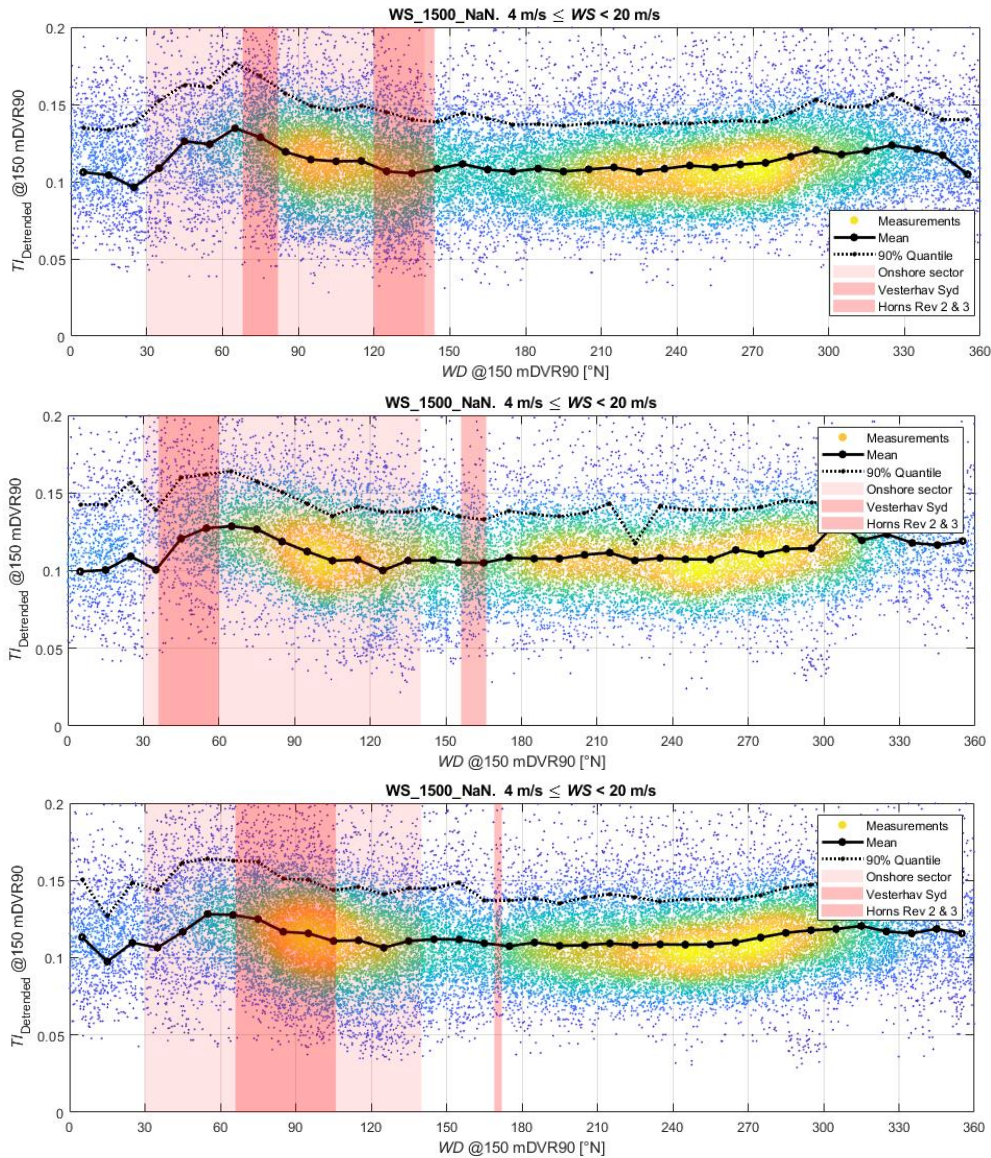 WS_1500_NaN. 4 m/s ≤ WS < 20 m/s
0.2
0.15
0.1
0.05
0
TI_Detrended @150 mDVR90
Measurements
Mean
90% Quantile
Onshore sector
Vesterhav Syd
Horns Rev 2 & 3
0 30 60 90 120 150 180 210 240 270 300 330 360
WD @150 mDVR90 [°N]
WS_1500_NaN. 4 m/s ≤ WS < 20 m/s
0.2
0.15
0.1
0.05
0
TI_Detrended @150 mDVR90
Measurements
Mean
90% Quantile
Onshore sector
Vesterhav Syd
Horns Rev 2 & 3
0 30 60 90 120 150 180 210 240 270 300 330 360
WD @150 mDVR90 [°N]
WS_1500_NaN. 4 m/s ≤ WS < 20 m/s
0.2
0.15
0.1
0.05
0
TI_Detrended @150 mDVR90
Measurements
Mean
90% Quantile
Onshore sector
Vesterhav Syd
Horns Rev 2 & 3
0 30 60 90 120 150 180 210 240 270 300 330 360
WD @150 mDVR90 [°N]